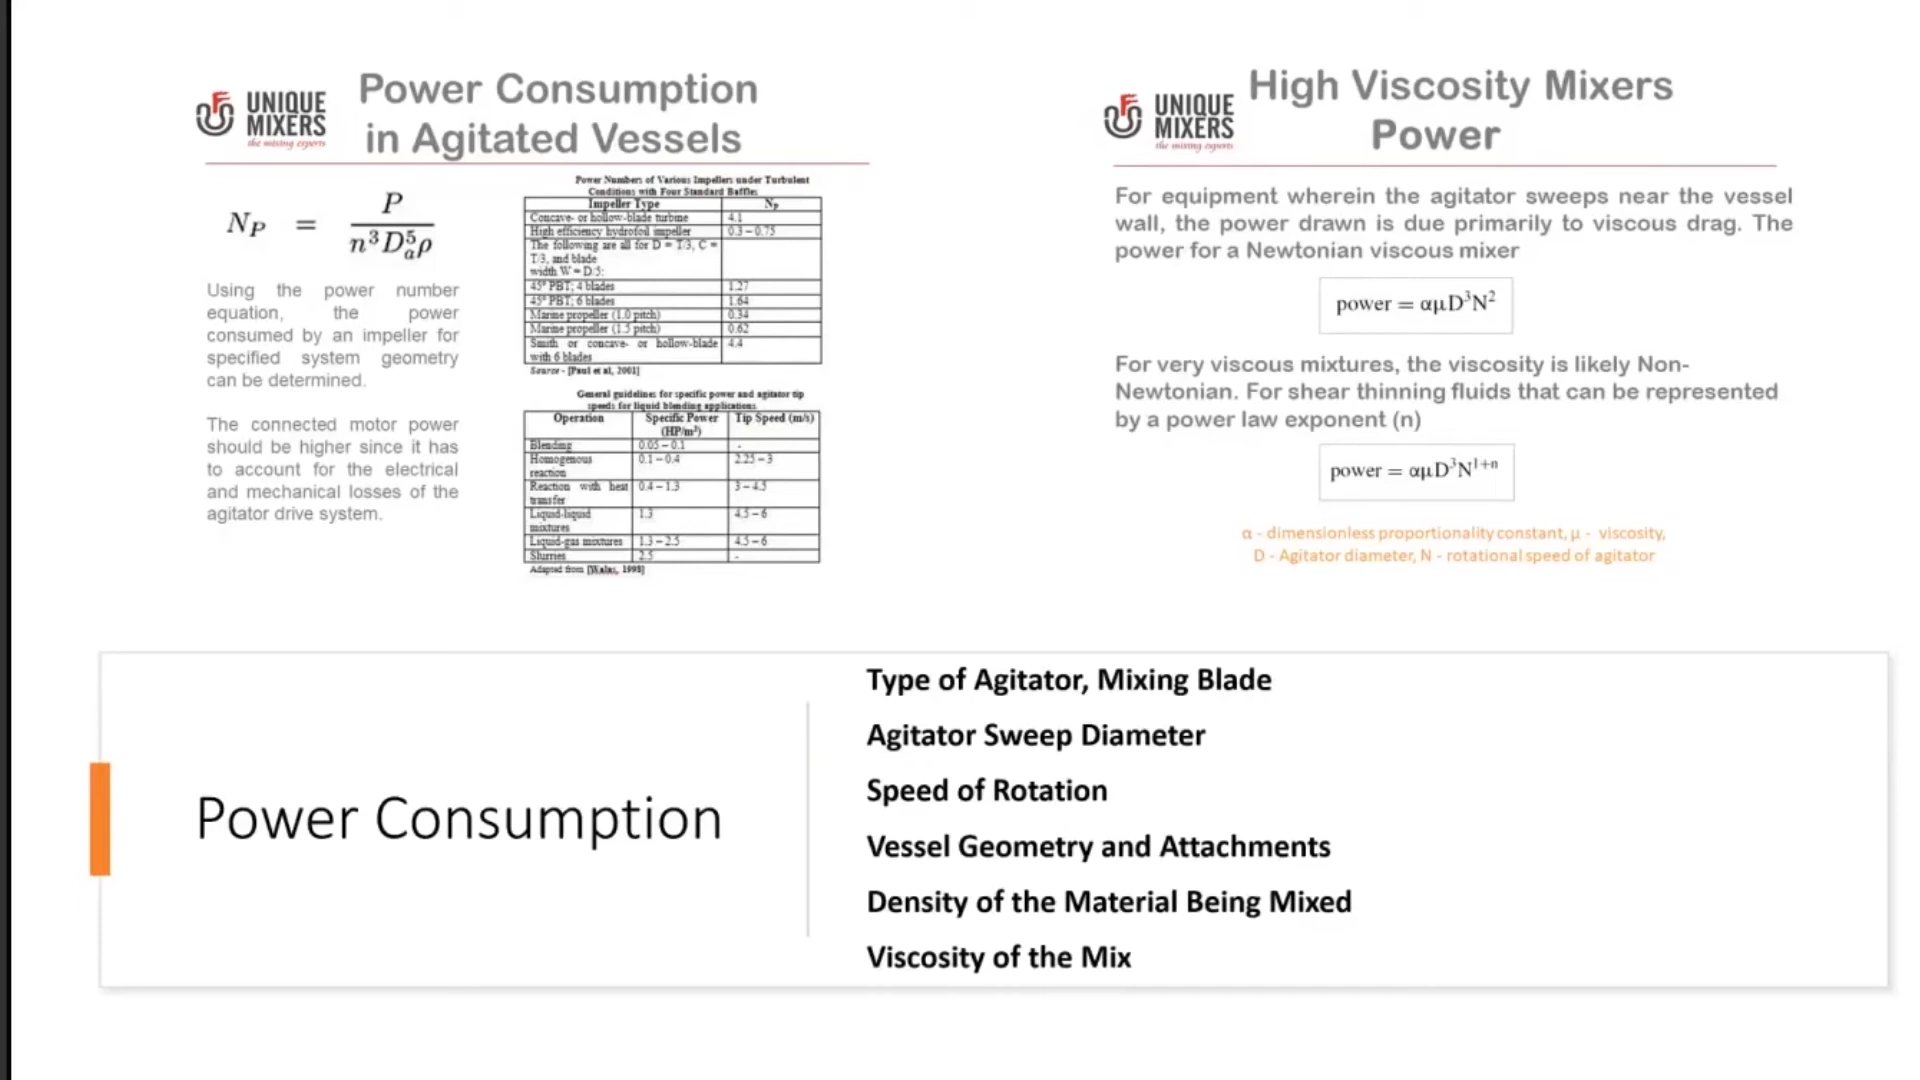 UNIQUE
MIXERS
the mixing experts
Power Consumption
in Agitated Vessels
N_P = P / n³D_a⁵ρ
Using the power number
equation, the power
consumed by an impeller for
specified system geometry
can be determined.
The connected motor power
should be higher since it has
to account for the electrical
and mechanical losses of the
agitator drive system.
Power Numbers of Various Impellers under Turbulent
Conditions with Four Standard Baffles
Impeller Type N_P
Concave- or hollow-blade turbine 4.1
High efficiency hydrofoil impeller 0.3 – 0.75
The following are all for D = T/3, C =
T/3, and blade
width W = D/5:
45° PBT; 4 blades 1.27
45° PBT; 6 blades 1.64
Marine propeller (1.0 pitch) 0.34
Marine propeller (1.5 pitch) 0.62
Smith or concave- or hollow-blade 4.4
with 6 blades
Source - [Paul et al, 2001]
General guidelines for specific power and agitator tip
speeds for liquid blending applications.
Operation Specific Power Tip Speed (m/s)
(HP/m³)
Blending 0.05 – 0.1 -
Homogenous 0.1 – 0.4 2.25 – 3
reaction
Reaction with heat 0.4 – 1.3 3 – 4.5
transfer
Liquid-liquid 1.3 4.5 – 6
mixtures
Liquid-gas mixtures 1.3 – 2.5 4.5 – 6
Slurries 2.5 -
Adapted from [Walas, 1998]
UNIQUE
MIXERS
the mixing experts
High Viscosity Mixers
Power
For equipment wherein the agitator sweeps near the vessel
wall, the power drawn is due primarily to viscous drag. The
power for a Newtonian viscous mixer
power = αμD³N²
For very viscous mixtures, the viscosity is likely Non-
Newtonian. For shear thinning fluids that can be represented
by a power law exponent (n)
power = αμD³N¹⁺ⁿ
α - dimensionless proportionality constant, μ - viscosity,
D - Agitator diameter, N - rotational speed of agitator
Power Consumption
Type of Agitator, Mixing Blade
Agitator Sweep Diameter
Speed of Rotation
Vessel Geometry and Attachments
Density of the Material Being Mixed
Viscosity of the Mix